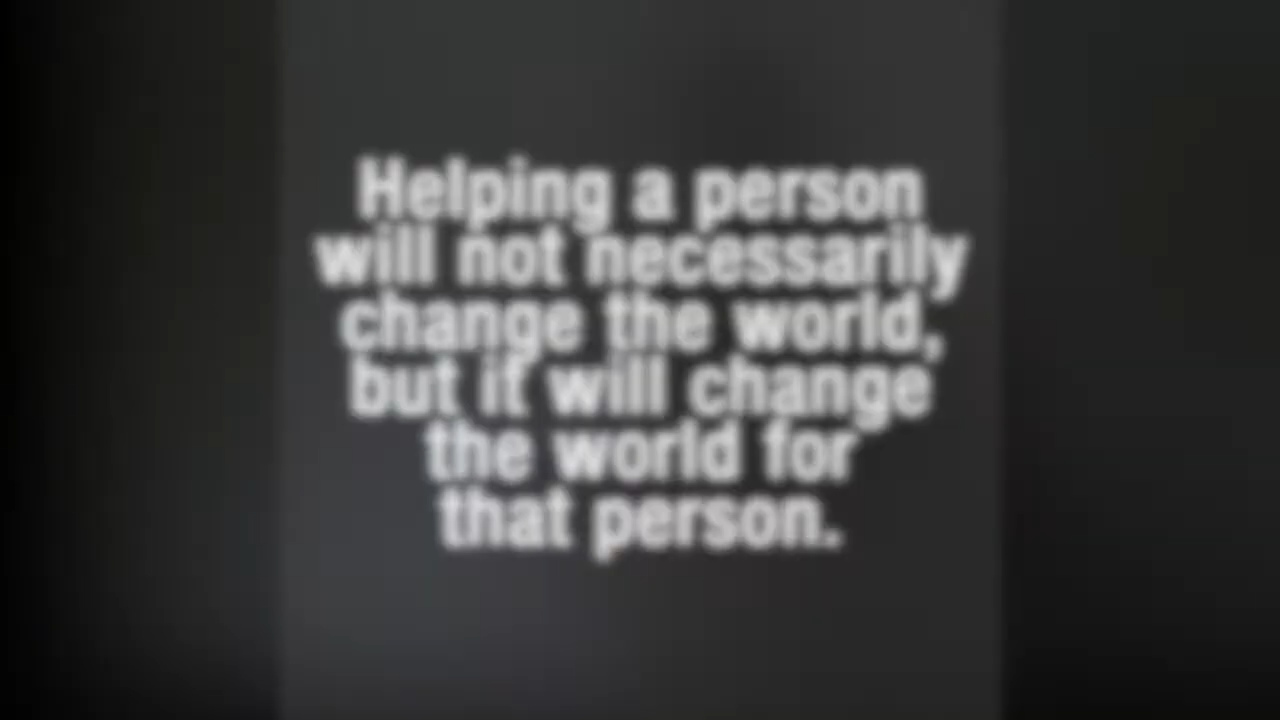 Helping a person
will not necessarily
change the world,
but it will change
the world for
that person.